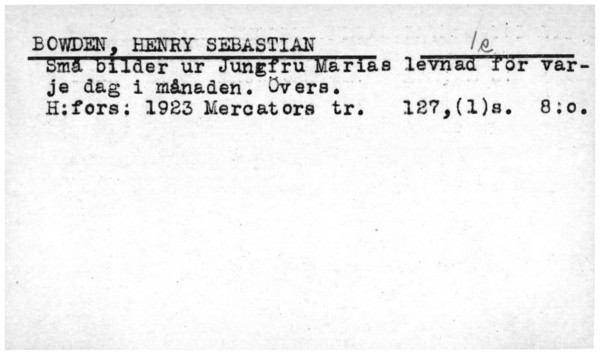 BOWDEN, HENRY SEBASTIAN
Små bilder ur Jungfru Marias levnad för var-
je dag i månaden. Övers.
H:fors: 1923 Mercators tr. 127,(1)s. 8:o.